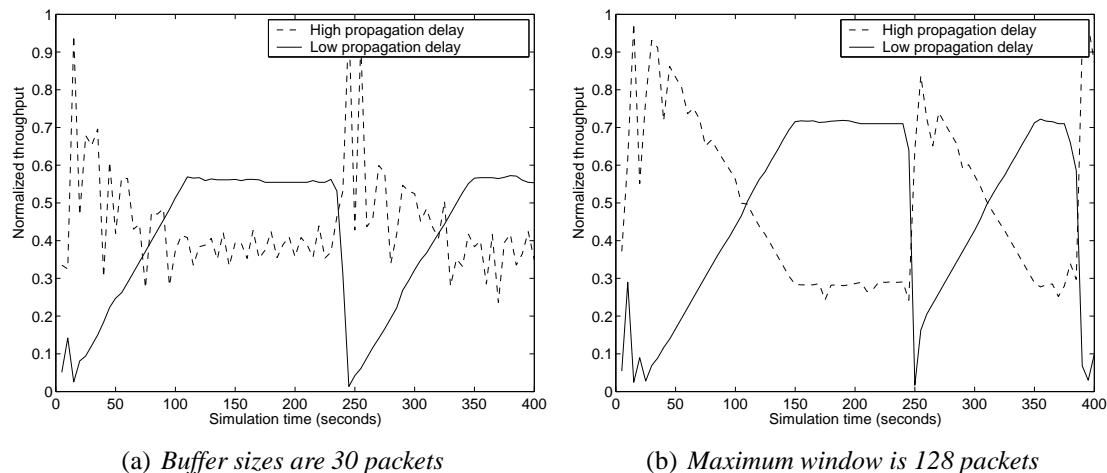 High propagation delay
Low propagation delay
Normalized throughput
1
0.9
0.8
0.7
0.6
0.5
0.4
0.3
0.2
0.1
0
0 50 100 150 200 250 300 350 400
Simulation time (seconds)
(a) Buffer sizes are 30 packets
High propagation delay
Low propagation delay
Normalized throughput
1
0.9
0.8
0.7
0.6
0.5
0.4
0.3
0.2
0.1
0
0 50 100 150 200 250 300 350 400
Simulation time (seconds)
(b) Maximum window is 128 packets